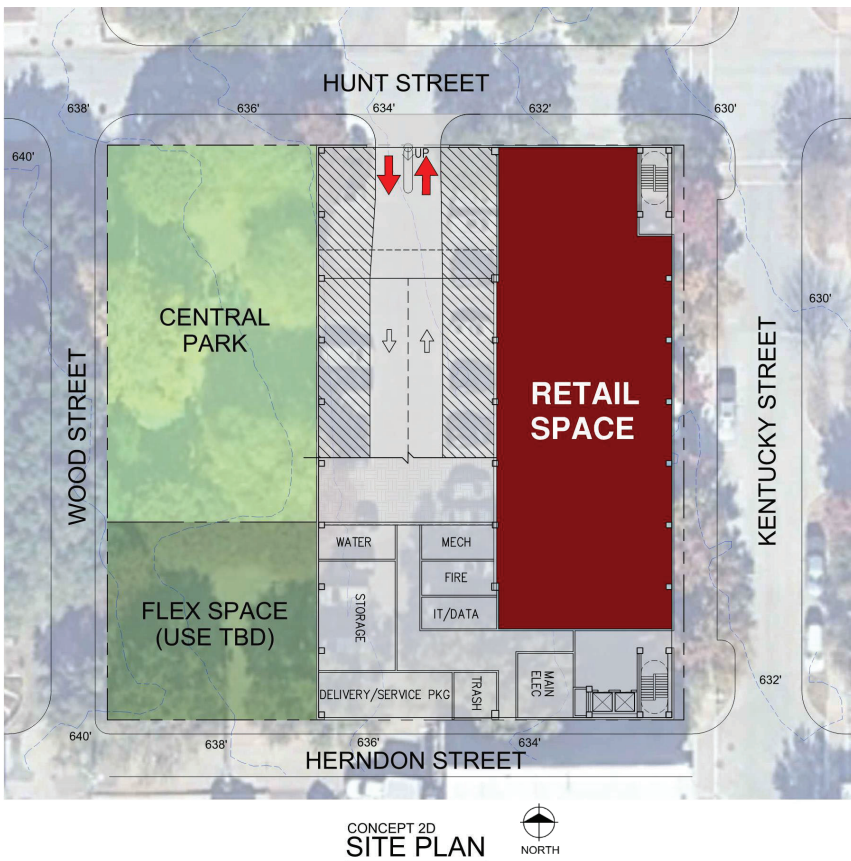 HUNT STREET
638'
636'
634'
632'
630'
640'
UP
CENTRAL
PARK
630'
WOOD STREET
RETAIL
SPACE
KENTUCKY STREET
WATER
MECH
FIRE
STORAGE
IT/DATA
FLEX SPACE
(USE TBD)
DELIVERY/SERVICE PKG
TRASH
MAIN
ELEC
632'
640'
638'
636'
634'
HERNDON STREET
CONCEPT 2D
SITE PLAN
NORTH